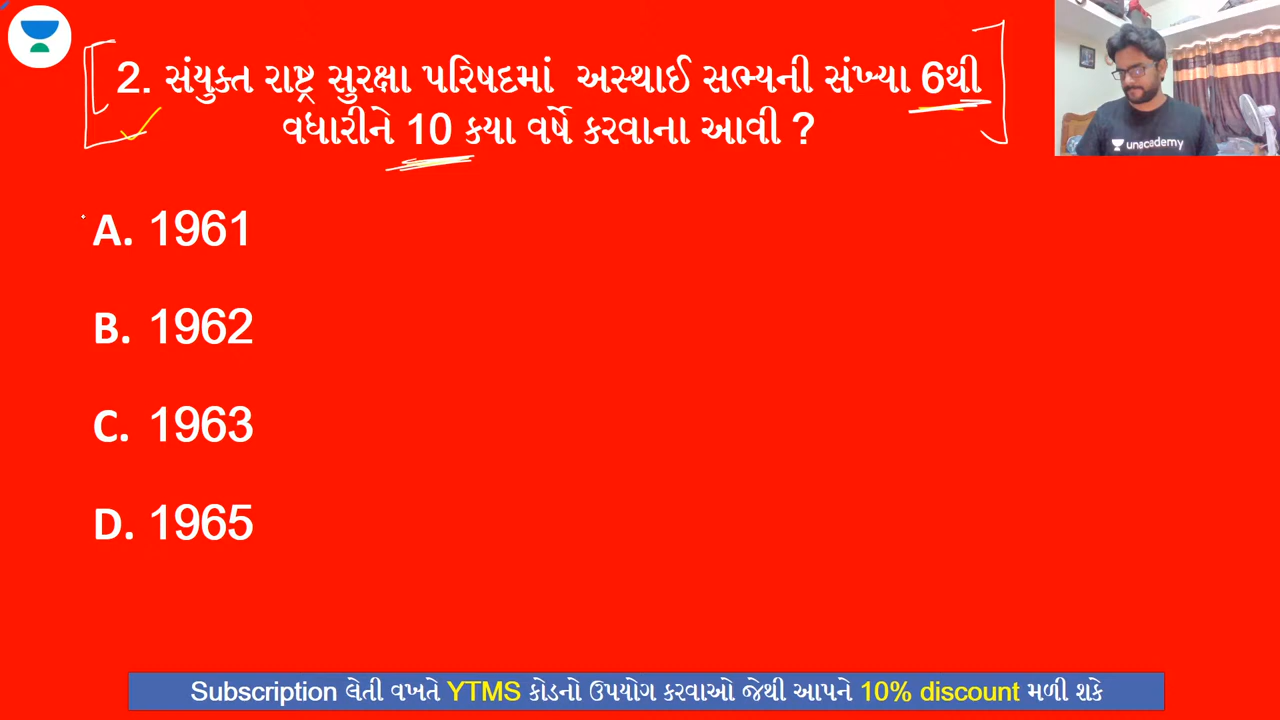 2. સંયુક્ત રાષ્ટ્ર સુરક્ષા પરિષદમાં અસ્થાઈ સભ્યની સંખ્યા 6થી
વધારીને 10 કયા વર્ષે કરવાના આવી ?
unacademy
A. 1961
B. 1962
C. 1963
D. 1965
Subscription લેતી વખતે YTMS કોડનો ઉપયોગ કરવાઓ જેથી આપને 10% discount મળી શકે